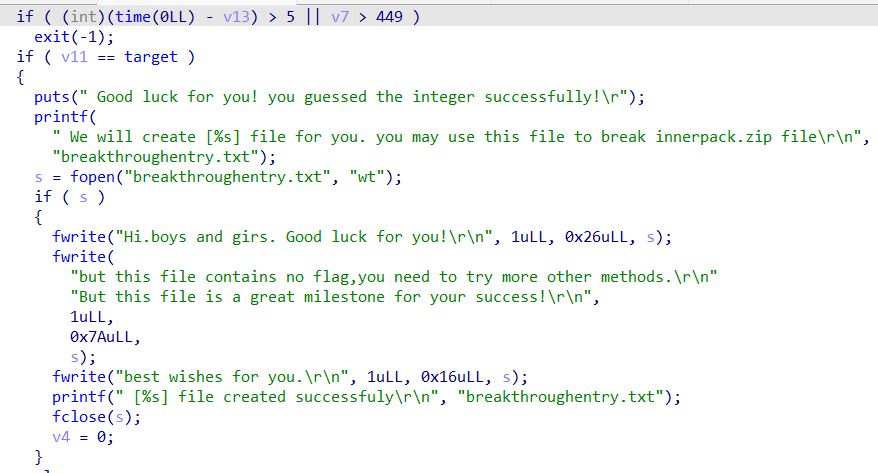 if ( (int)(time(0LL) - v13) > 5 || v7 > 449 )
exit(-1);
if ( v11 == target )
{
puts(" Good luck for you! you guessed the integer successfully!\r");
printf(
" We will create [%s] file for you. you may use this file to break innerpack.zip file\r\n",
"breakthroughentry.txt");
s = fopen("breakthroughentry.txt", "wt");
if ( s )
{
fwrite("Hi.boys and girs. Good luck for you!\r\n", 1uLL, 0x26uLL, s);
fwrite(
"but this file contains no flag,you need to try more other methods.\r\n"
"But this file is a great milestone for your success!\r\n",
1uLL,
0x7AuLL,
s);
fwrite("best wishes for you.\r\n", 1uLL, 0x16uLL, s);
printf(" [%s] file created successfuly\r\n", "breakthroughentry.txt");
fclose(s);
v4 = 0;
}